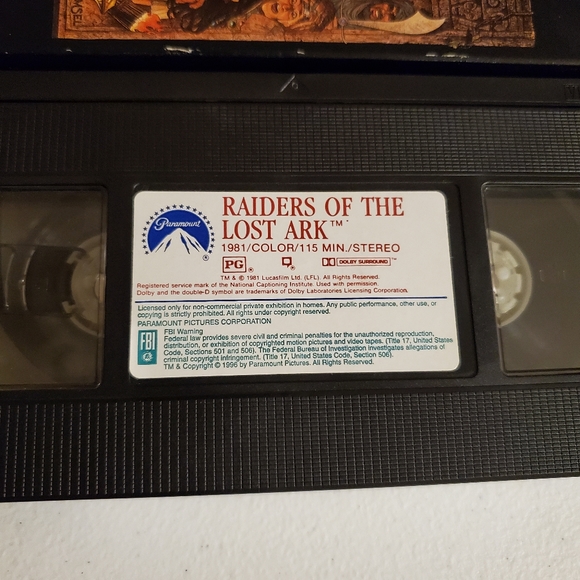 Paramount
®
RAIDERS OF THE
LOST ARK™
1981/COLOR/115 MIN./STEREO
PG ® ® DOLBY SURROUND™
TM & © 1981 Lucasfilm Ltd. (LFL). All Rights Reserved.
Registered service mark of the National Captioning Institute. Used with permission.
Dolby and the double-D symbol are trademarks of Dolby Laboratories Licensing Corporation.
Licensed only for non-commercial private exhibition in homes. Any public performance, other use, or
copying is strictly prohibited. All rights under copyright reserved.
PARAMOUNT PICTURES CORPORATION
FBI
FBI Warning
Federal law provides severe civil and criminal penalties for the unauthorized reproduction,
distribution, or exhibition of copyrighted motion pictures and video tapes. (Title 17, United States
Code, Sections 501 and 506). The Federal Bureau of Investigation investigates allegations of
criminal copyright infringement. (Title 17, United States Code, Section 506).
TM & Copyright © 1996 by Paramount Pictures. All Rights Reserved.